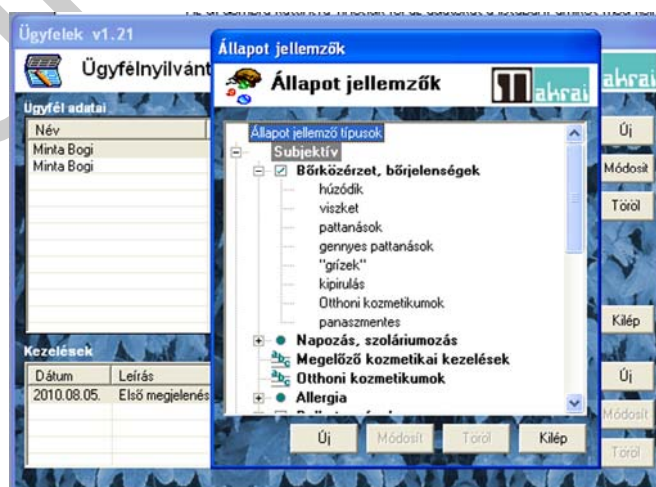 Ügyfelek v1.21
Ügyfélnyilvánt
akrai
Ügyfél adatai
Név
Minta Bogi
Minta Bogi
Új
Módosít
Töröl
Kilép
Kezelések
Dátum Leírás
2010.08.05. Első megjelenés
Új
Módosít
Töröl
Állapot jellemzők
Állapot jellemzők
akrai
Állapot jellemző típusok
Subjektív
Bőrközérzet, bőrjelenségek
húzódik
viszket
pattanások
gennyes pattanások
"grízek"
kipirulás
Otthoni kozmetikumok
panaszmentes
Napozás, szoláriumozás
abc Megelőző kozmetikai kezelések
abc Otthoni kozmetikumok
Allergia
Új Módosít Töröl Kilép